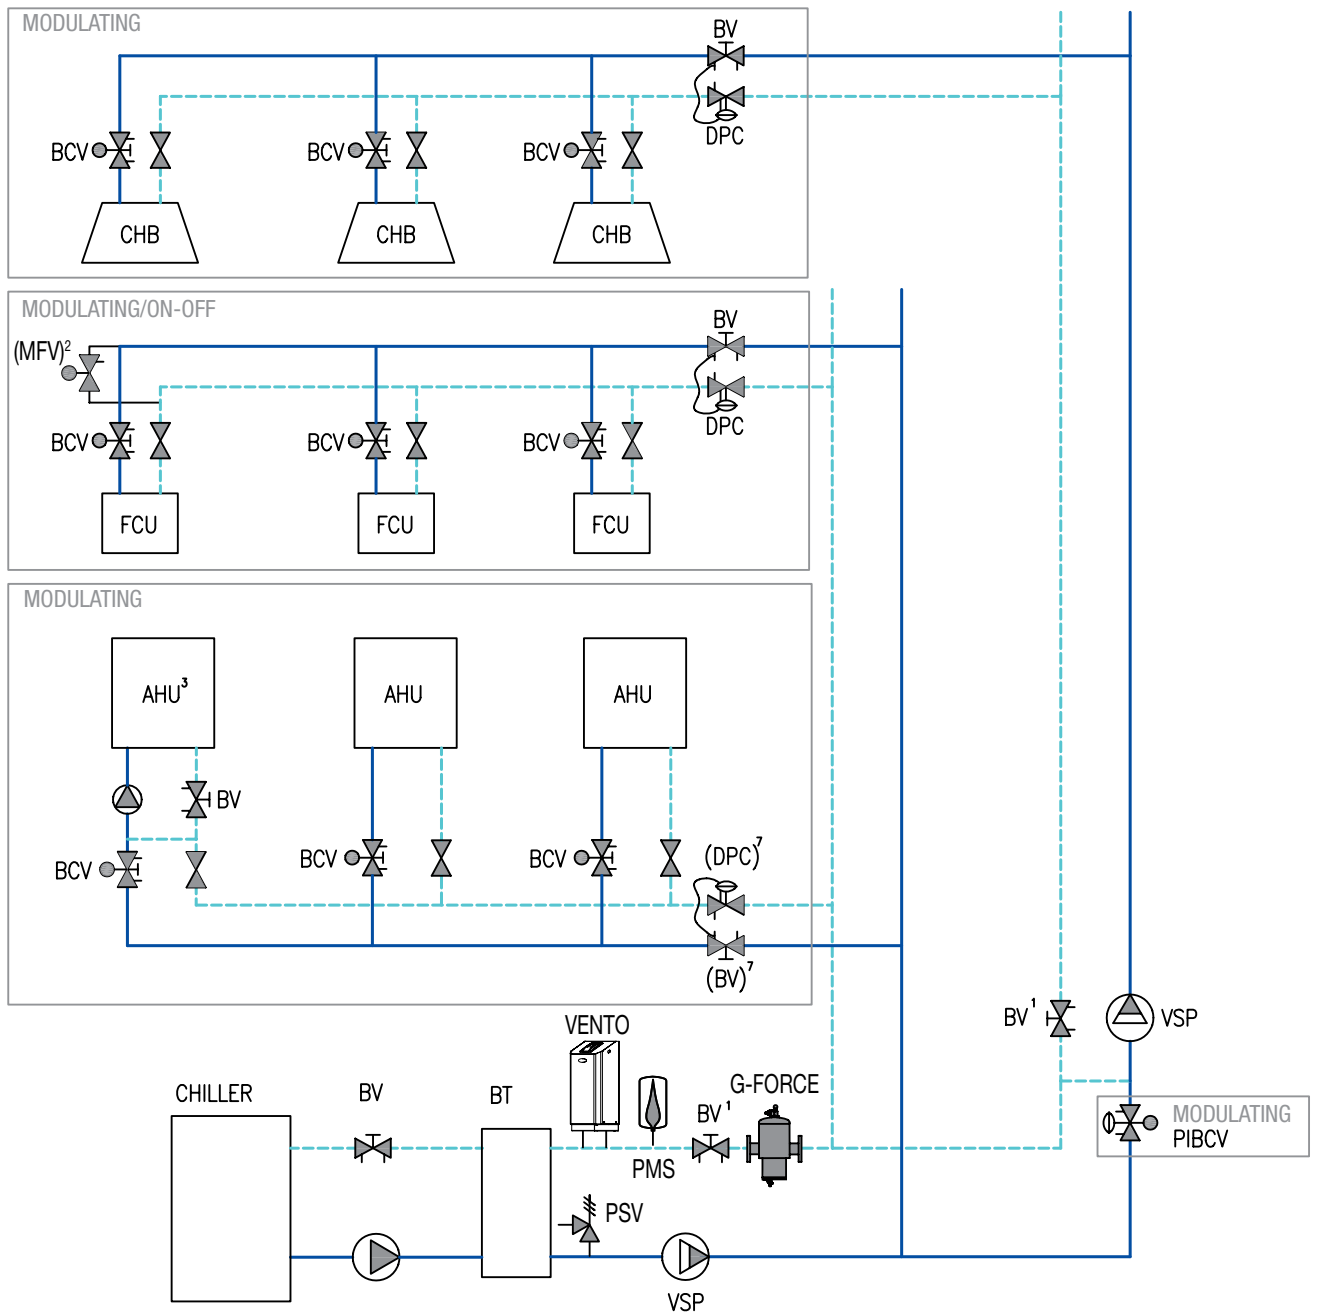 MODULATING
BV
DPC
BCV BCV BCV
CHB CHB CHB
MODULATING/ON-OFF
(MFV)²
BV
DPC
BCV BCV BCV
FCU FCU FCU
MODULATING
AHU³ AHU AHU
BV
BCV BCV BCV
(DPC)⁷
(BV)⁷
BV¹ VSP
VENTO
CHILLER BV BT G-FORCE
BV¹
MODULATING
PIBCV
PMS
PSV
VSP